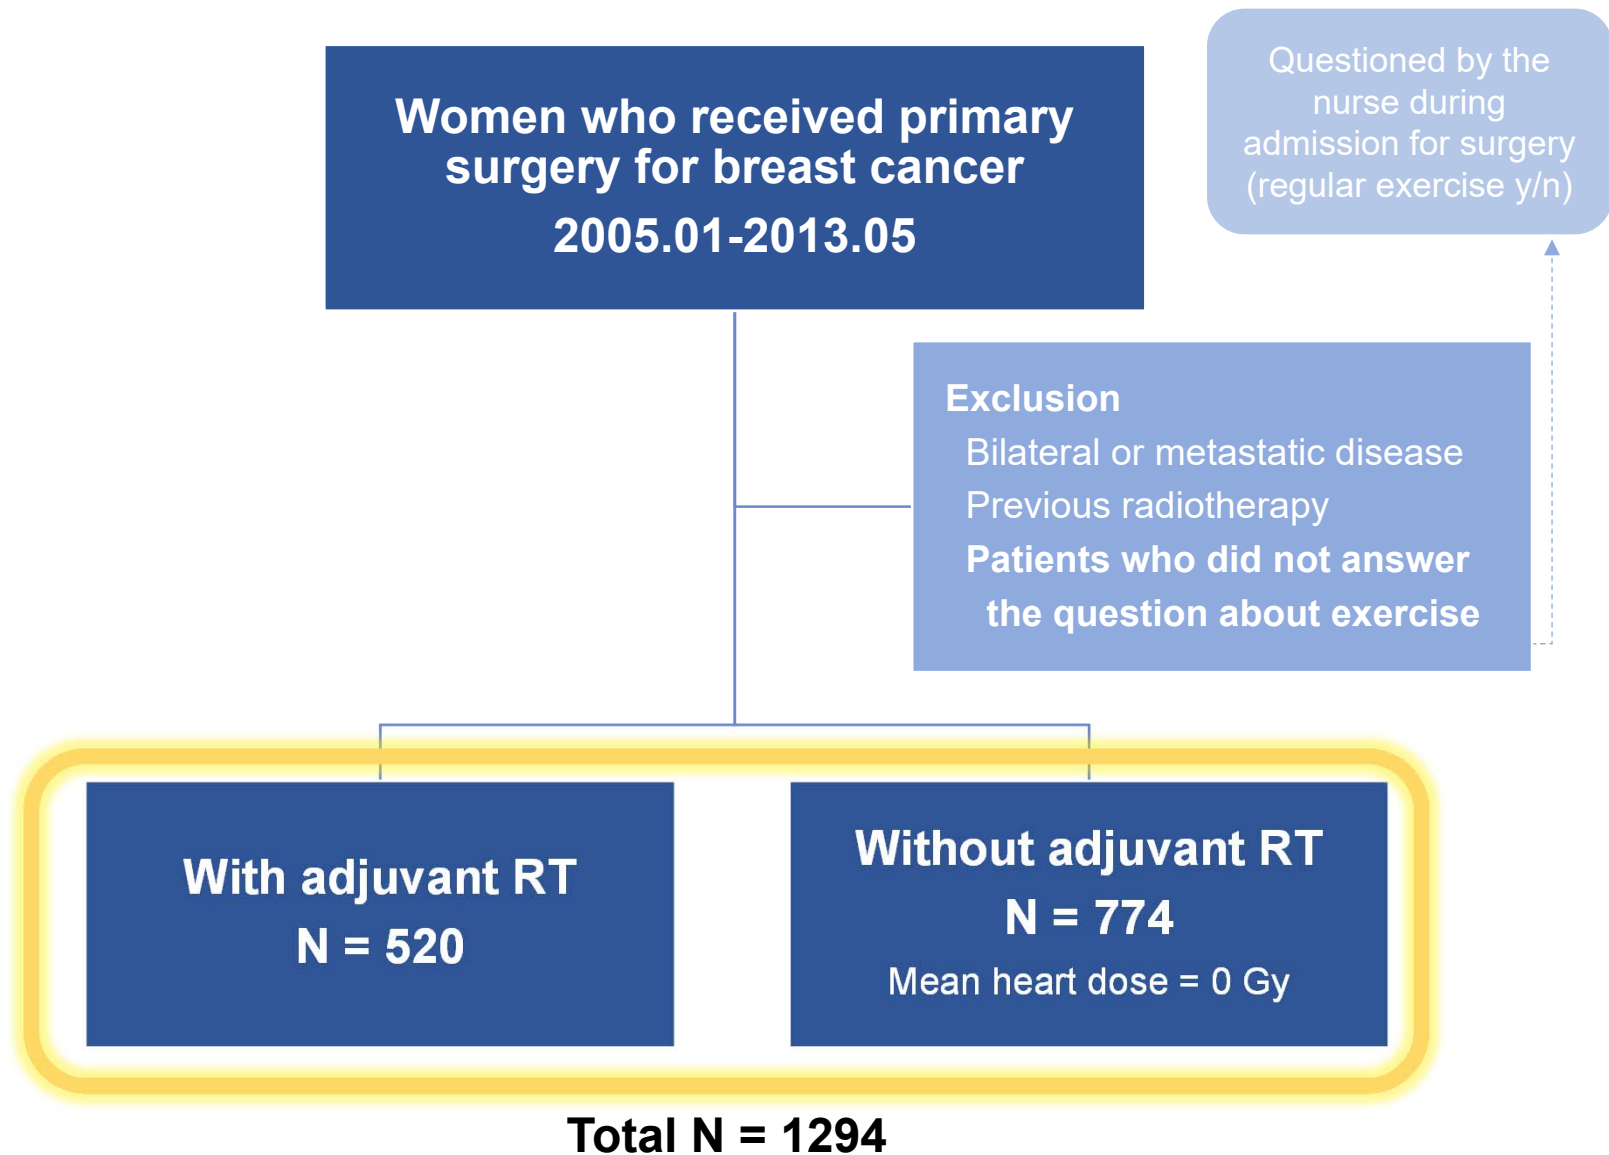 Women who received primary
surgery for breast cancer
2005.01-2013.05
Questioned by the
nurse during
admission for surgery
(regular exercise y/n)
Exclusion
Bilateral or metastatic disease
Previous radiotherapy
Patients who did not answer
the question about exercise
With adjuvant RT
N = 520
Without adjuvant RT
N = 774
Mean heart dose = 0 Gy
Total N = 1294